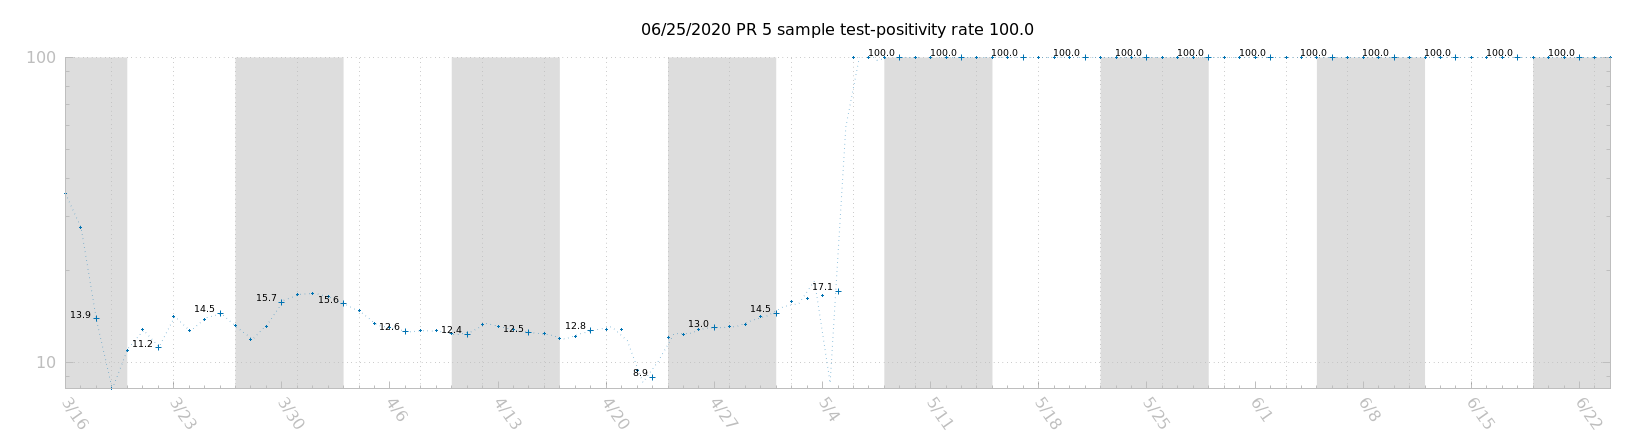 06/25/2020 PR 5 sample test-positivity rate 100.0
100
100.0 100.0 100.0 100.0 100.0 100.0 100.0 100.0 100.0 100.0 100.0 100.0
13.9 11.2 14.5 15.7 15.6 12.6 12.4 12.5 12.8 8.9 13.0 14.5 17.1
10
3/16 3/23 3/30 4/6 4/13 4/20 4/27 5/4 5/11 5/18 5/25 6/1 6/8 6/15 6/22